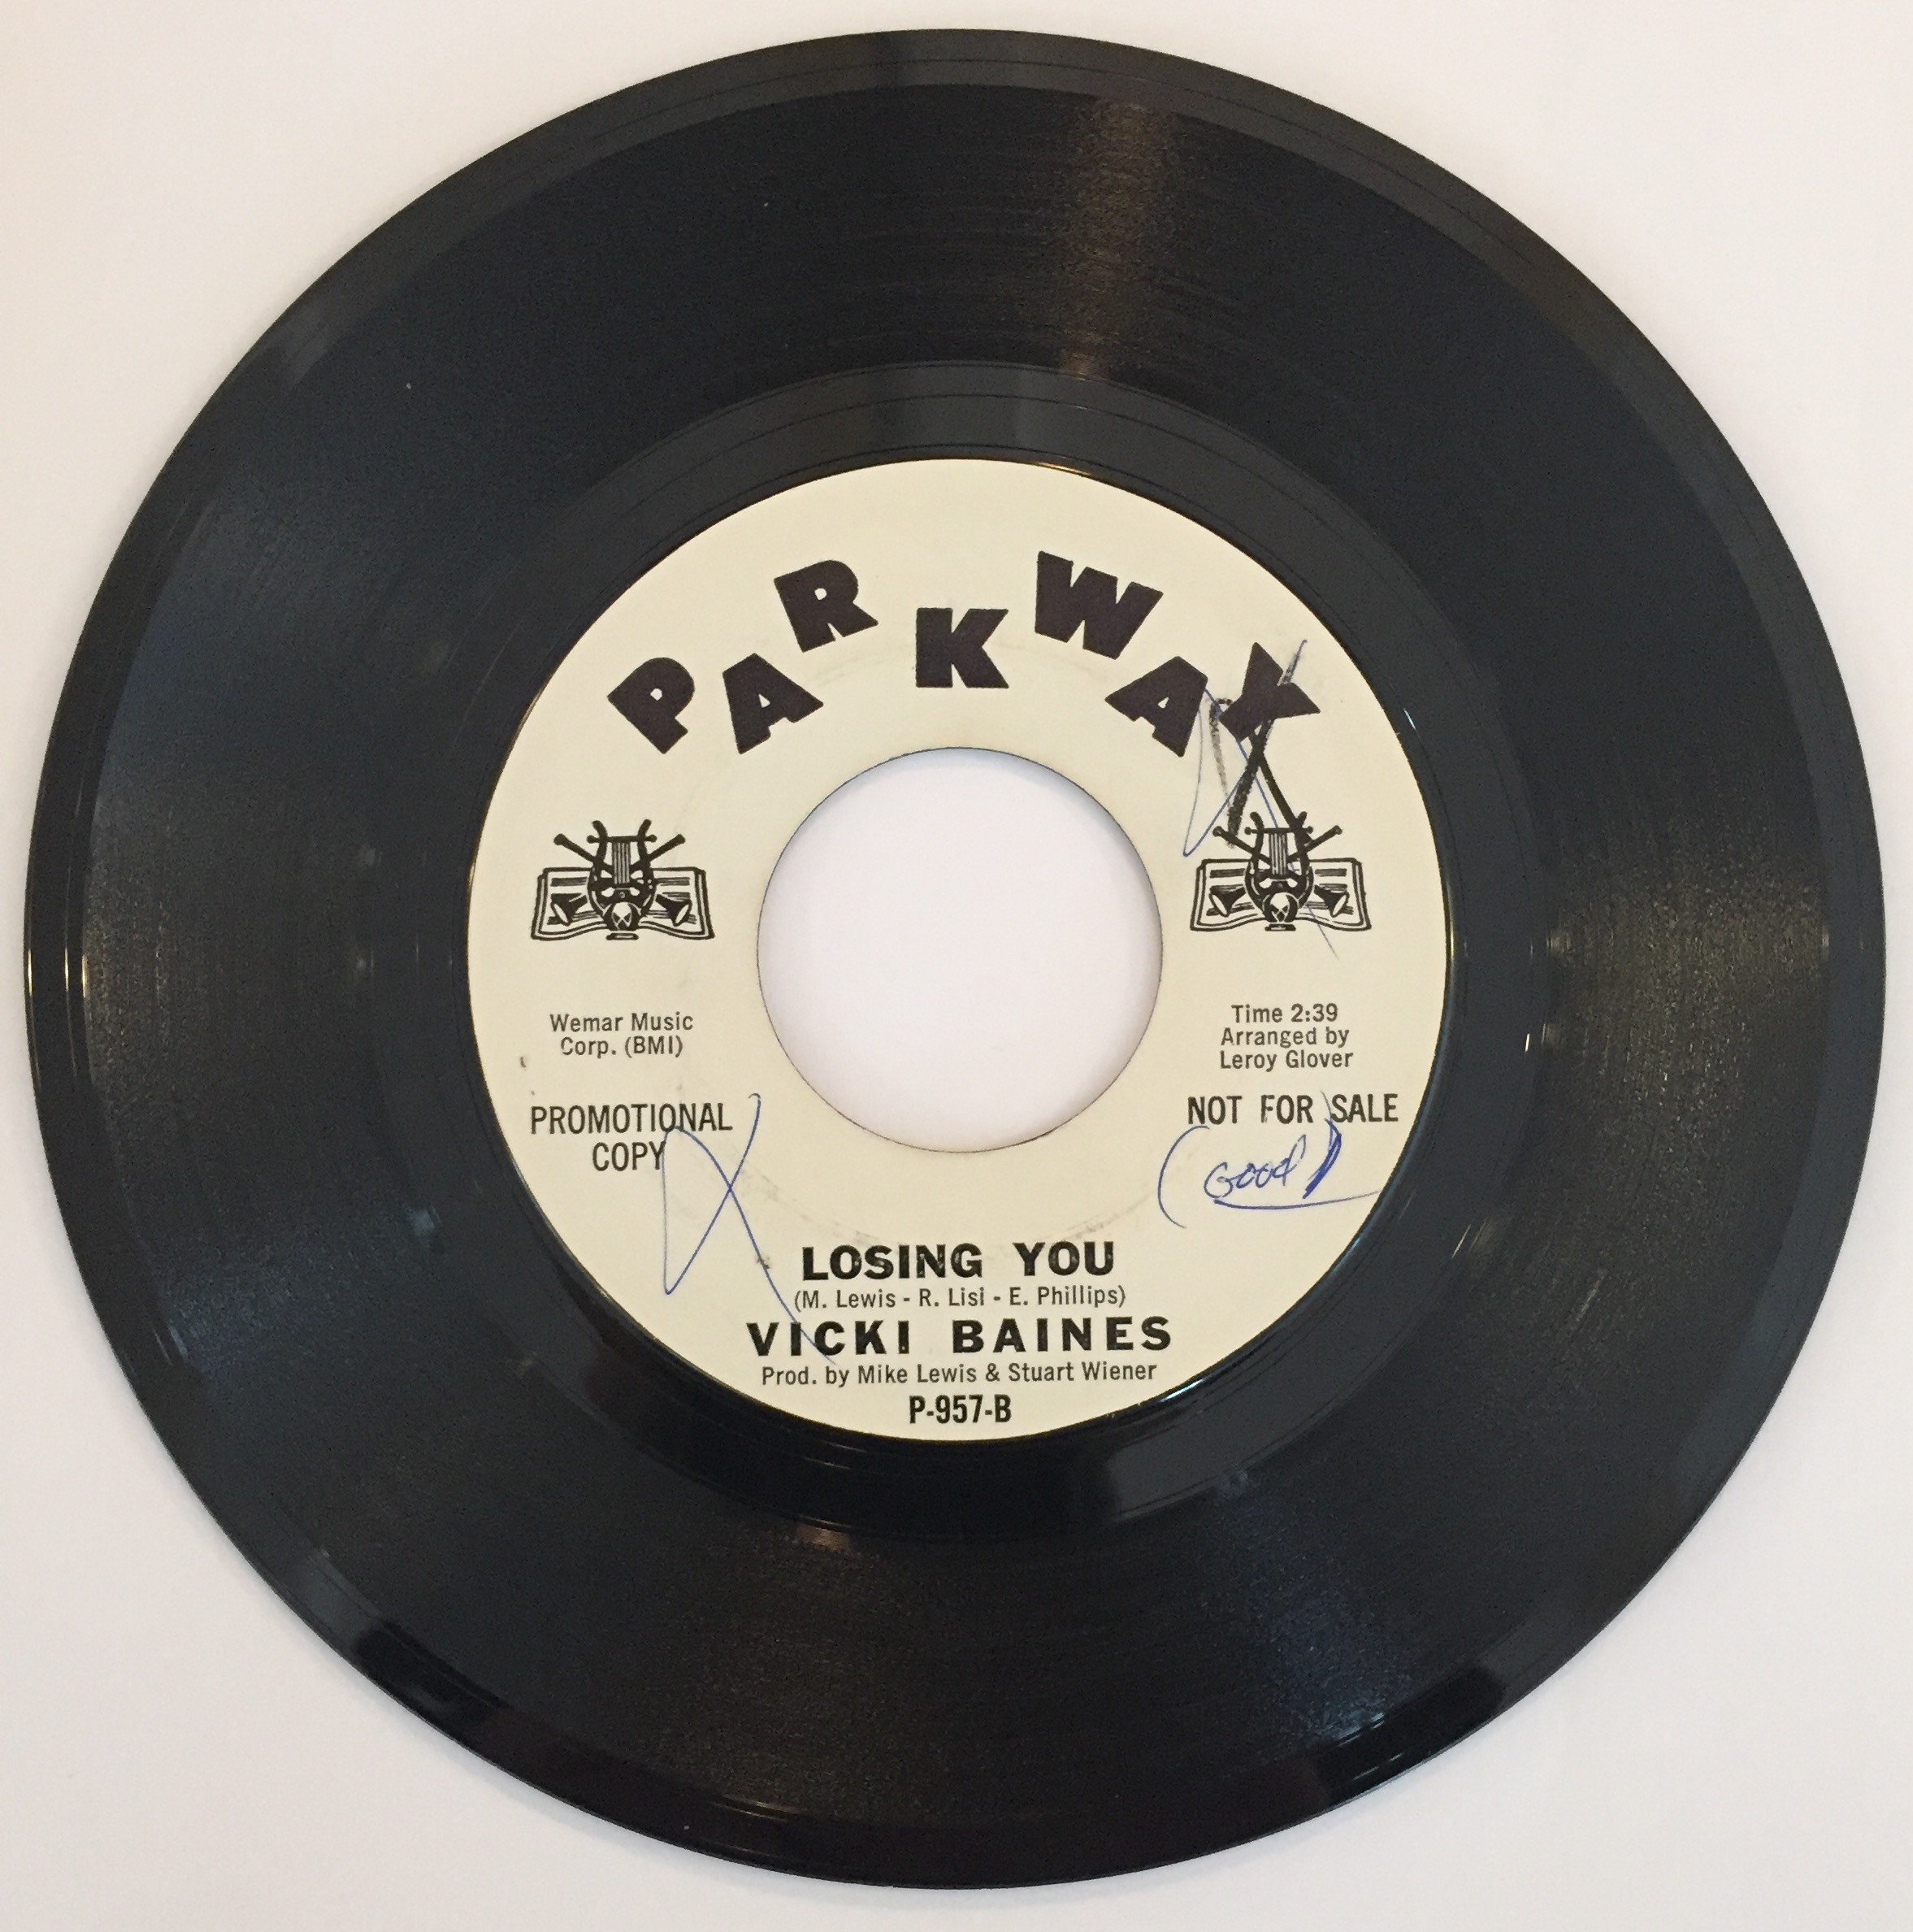 PARKWAY
Wemar Music
Corp. (BMI)
PROMOTIONAL
COPY
Time 2:39
Arranged by
Leroy Glover
NOT FOR SALE
(Good)
LOSING YOU
(M. Lewis - R. Lisi - E. Phillips)
VICKI BAINES
Prod. by Mike Lewis & Stuart Wiener
P-957-B